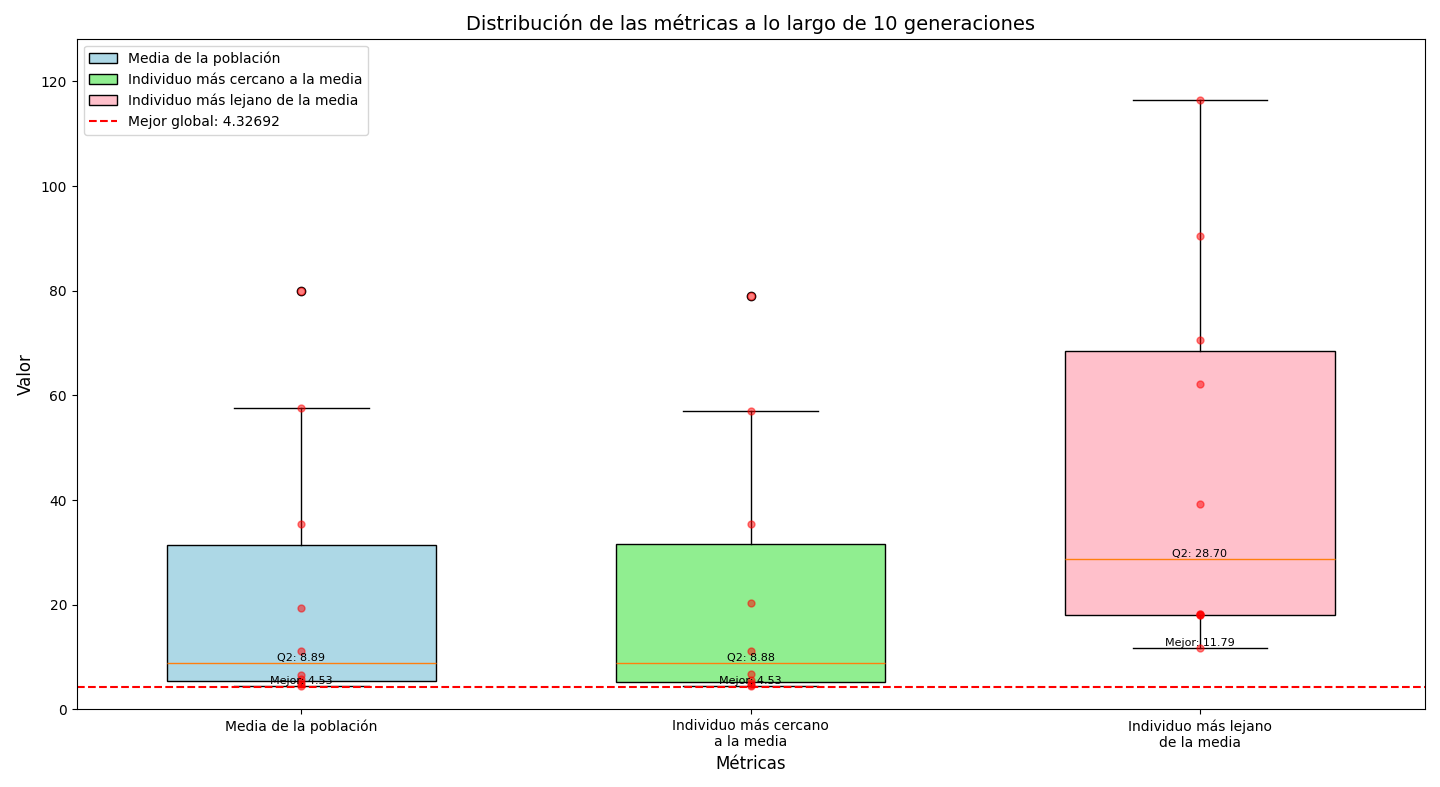 Distribución de las métricas a lo largo de 10 generaciones
Media de la población
Individuo más cercano a la media
Individuo más lejano de la media
Mejor global: 4.32692
Valor
120
100
80
60
40
20
0
Q2: 8.89
Mejor: 4.53
Q2: 8.88
Mejor: 4.53
Q2: 28.70
Mejor: 11.79
Media de la población
Individuo más cercano
a la media
Individuo más lejano
de la media
Métricas